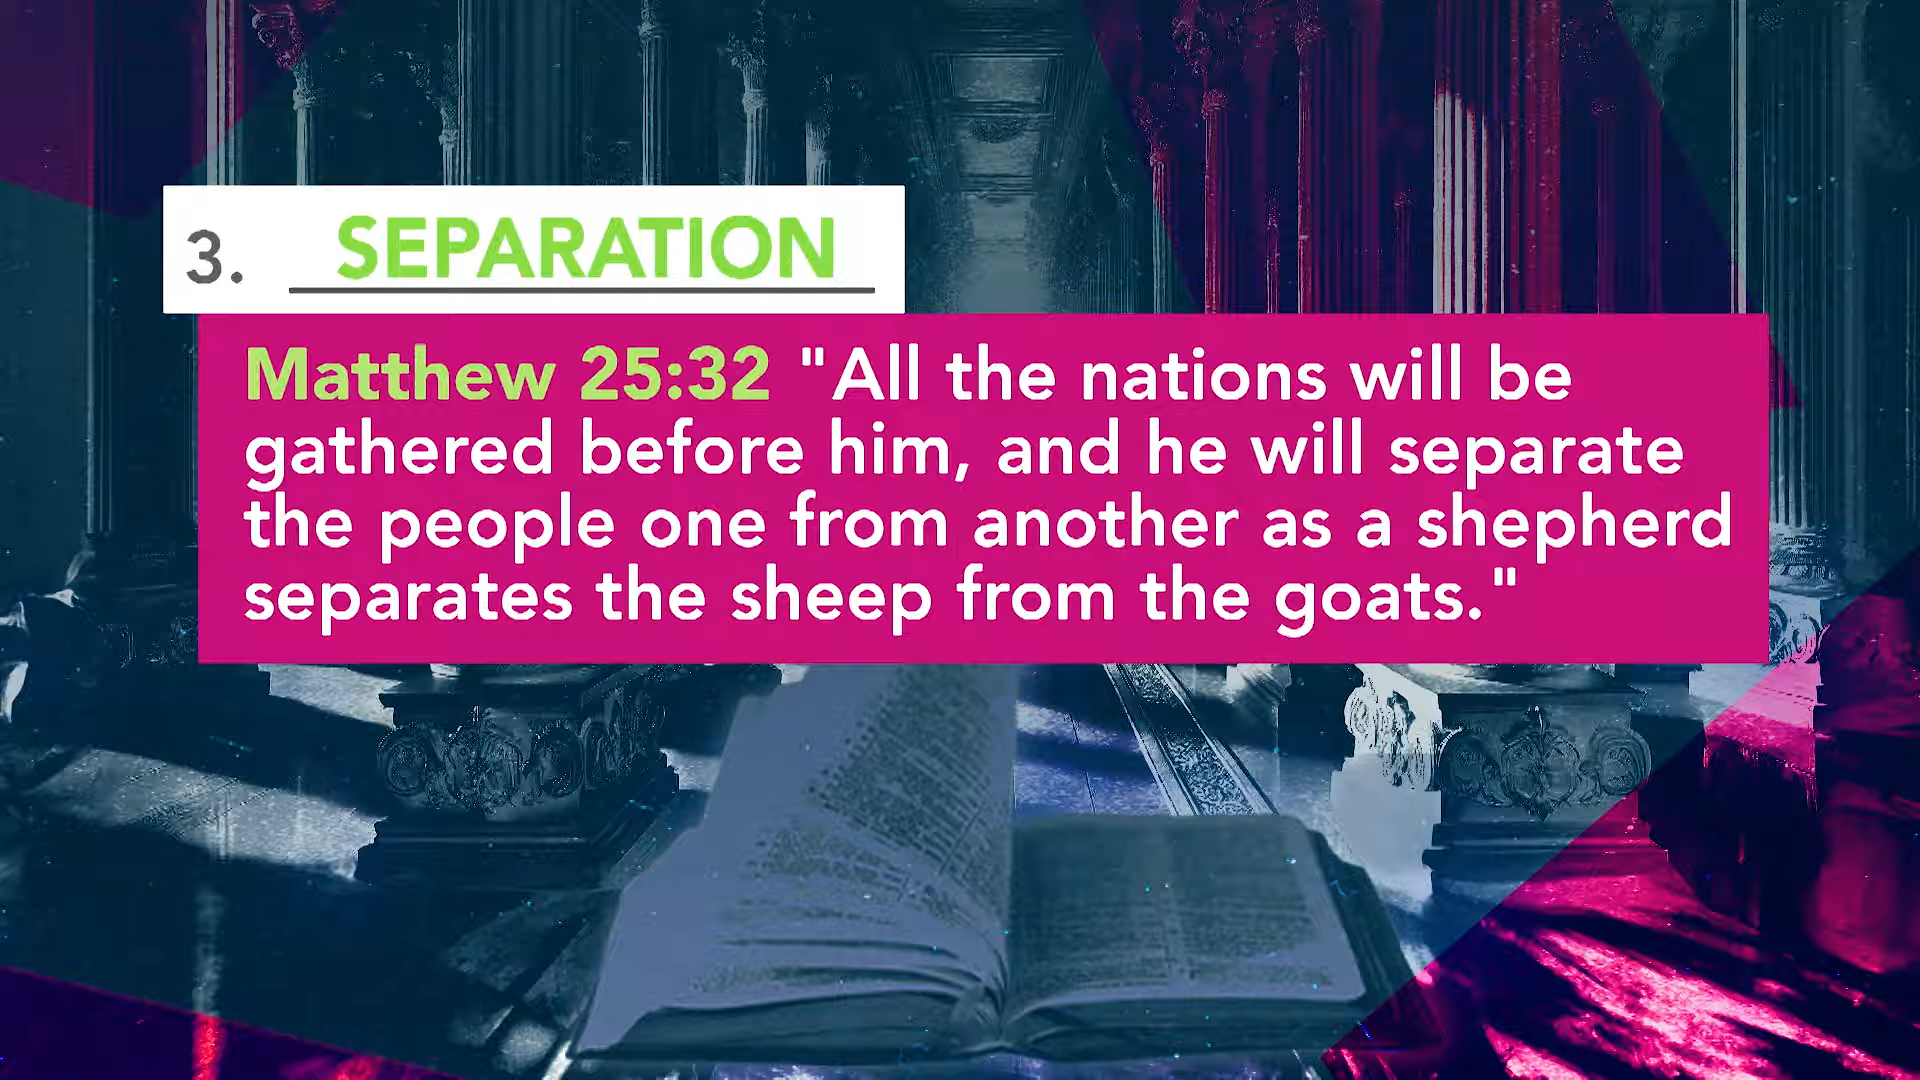 3. SEPARATION
Matthew 25:32 "All the nations will be
gathered before him, and he will separate
the people one from another as a shepherd
separates the sheep from the goats."